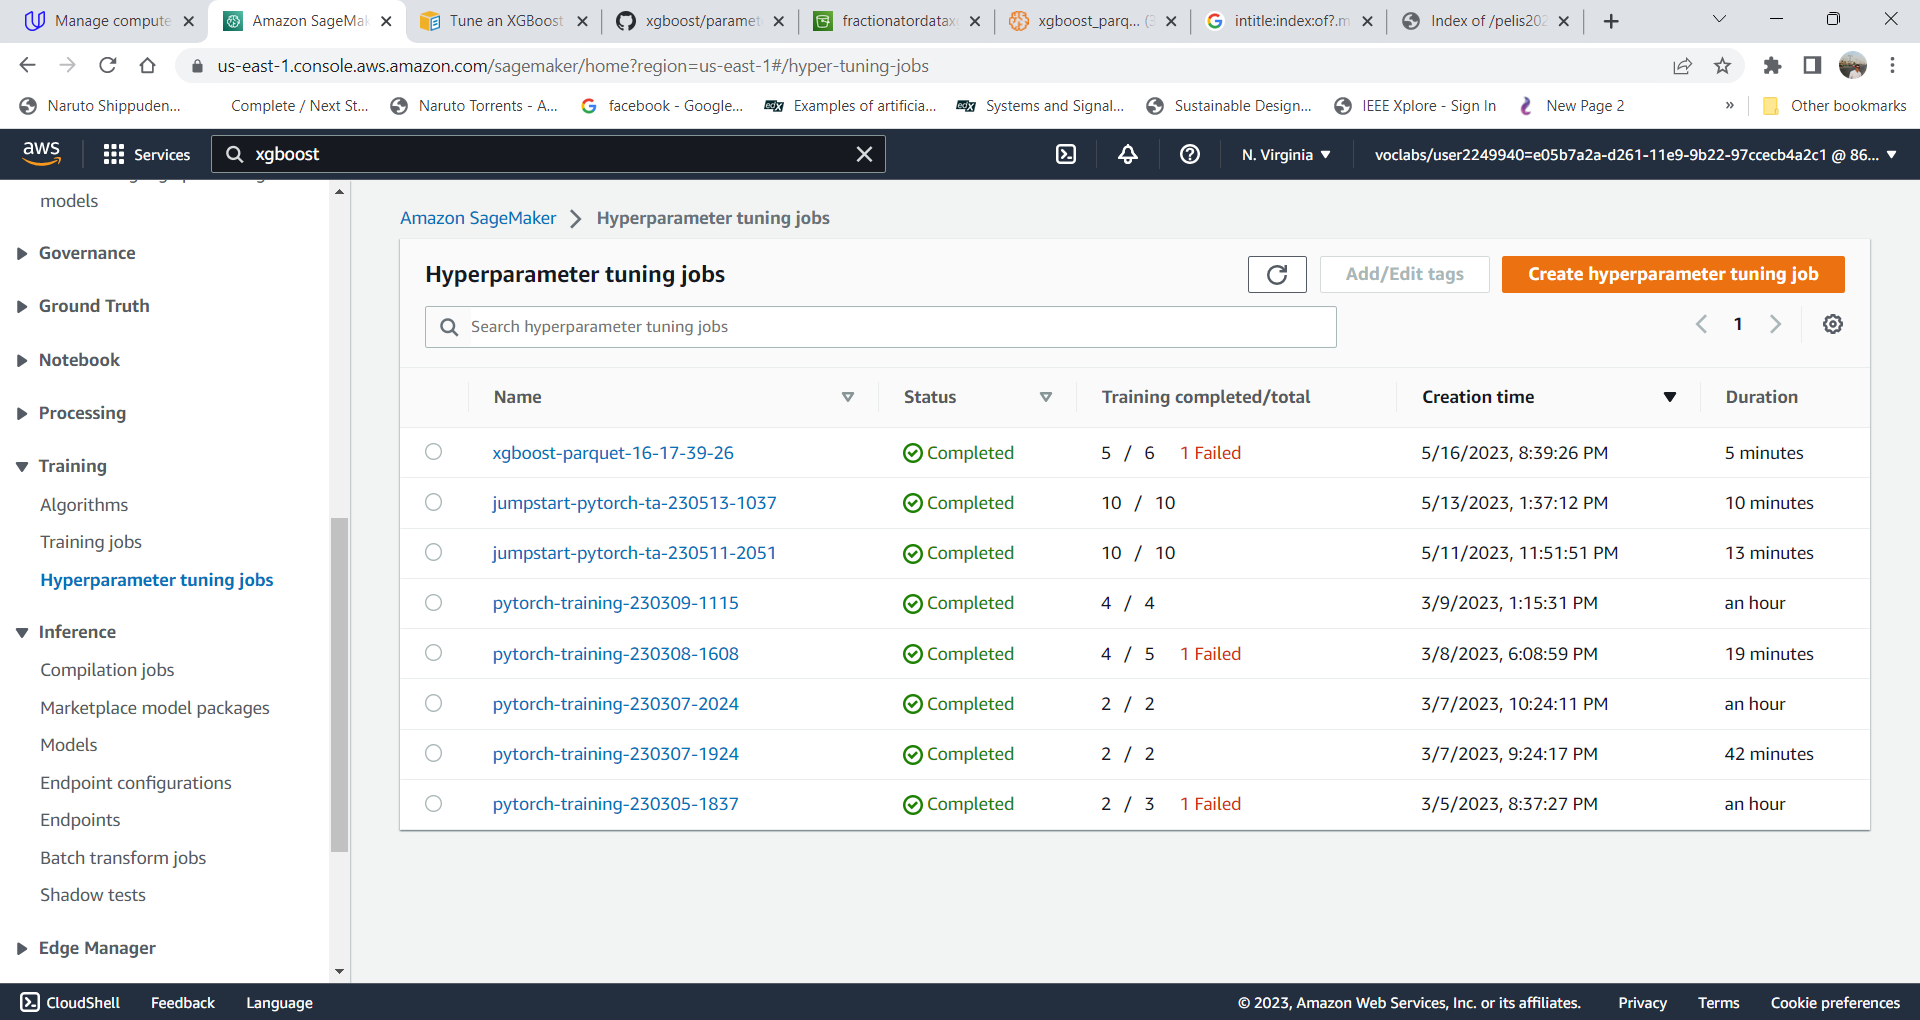 Manage compute
Amazon SageMak
Tune an XGBoost
xgboost/paramet
fractionatordatax
xgboost_parq... (3
intitle:index:of?.m
Index of /pelis202
us-east-1.console.aws.amazon.com/sagemaker/home?region=us-east-1#/hyper-tuning-jobs
Naruto Shippuden...
Complete / Next St...
Naruto Torrents - A...
facebook - Google...
edX Examples of artificia...
edX Systems and Signal...
Sustainable Design...
IEEE Xplore - Sign In
New Page 2
»
Other bookmarks
aws
Services
xgboost
N. Virginia
voclabs/user2249940=e05b7a2a-d261-11e9-9b22-97ccecb4a2c1 @ 86...
models
Governance
Ground Truth
Notebook
Processing
Training
Algorithms
Training jobs
Hyperparameter tuning jobs
Inference
Compilation jobs
Marketplace model packages
Models
Endpoint configurations
Endpoints
Batch transform jobs
Shadow tests
Edge Manager
Amazon SageMaker > Hyperparameter tuning jobs
Hyperparameter tuning jobs
Add/Edit tags
Create hyperparameter tuning job
Search hyperparameter tuning jobs
1
Name Status Training completed/total Creation time Duration
xgboost-parquet-16-17-39-26 Completed 5 / 6 1 Failed 5/16/2023, 8:39:26 PM 5 minutes
jumpstart-pytorch-ta-230513-1037 Completed 10 / 10 5/13/2023, 1:37:12 PM 10 minutes
jumpstart-pytorch-ta-230511-2051 Completed 10 / 10 5/11/2023, 11:51:51 PM 13 minutes
pytorch-training-230309-1115 Completed 4 / 4 3/9/2023, 1:15:31 PM an hour
pytorch-training-230308-1608 Completed 4 / 5 1 Failed 3/8/2023, 6:08:59 PM 19 minutes
pytorch-training-230307-2024 Completed 2 / 2 3/7/2023, 10:24:11 PM an hour
pytorch-training-230307-1924 Completed 2 / 2 3/7/2023, 9:24:17 PM 42 minutes
pytorch-training-230305-1837 Completed 2 / 3 1 Failed 3/5/2023, 8:37:27 PM an hour
CloudShell
Feedback
Language
© 2023, Amazon Web Services, Inc. or its affiliates.
Privacy
Terms
Cookie preferences